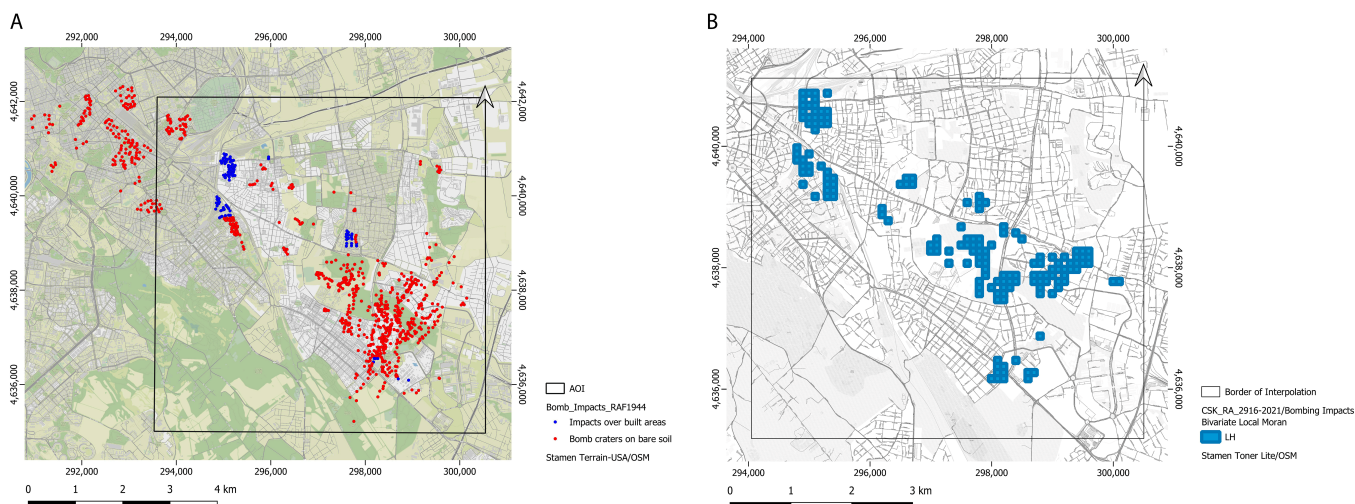 A
292,000 294,000 296,000 298,000 300,000
4,642,000
4,640,000
4,638,000
4,636,000
4,642,000
4,640,000
4,638,000
4,636,000
292,000 294,000 296,000 298,000 300,000
0 1 2 3 4 km
AOI
Bomb_Impacts_RAF1944
Impacts over built areas
Bomb craters on bare soil
Stamen Terrain-USA/OSM
B
294,000 296,000 298,000 300,000
4,640,000
4,638,000
4,636,000
4,640,000
4,638,000
4,636,000
294,000 296,000 298,000 300,000
0 1 2 3 km
Border of Interpolation
CSK_RA_2916-2021/Bombing Impacts
Bivariate Local Moran
LH
Stamen Toner Lite/OSM